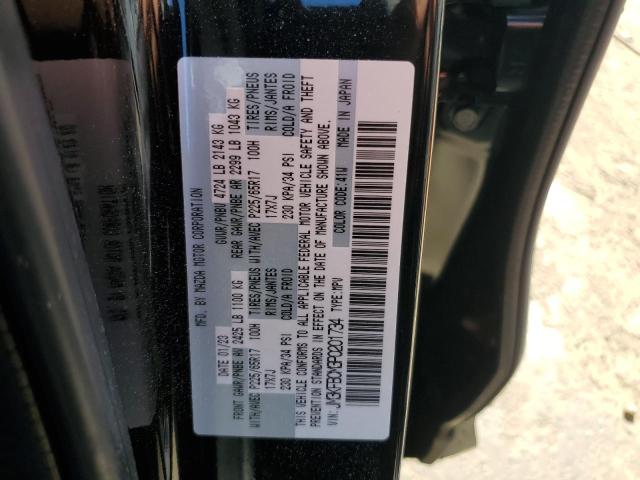 MFD. BY MAZDA MOTOR CORPORATION
DATE 01/23 GVWR/PNBV 4724 LB 2143 KG
FRONT GAWR/PNBE AV 2425 LB 1100 KG REAR GAWR/PNBE AR 2299 LB 1043 KG
WITH/AVEC P225/65R17 100H TIRES/PNEUS WITH/AVEC P225/65R17 100H TIRES/PNEUS
17X7J RIMS/JANTES 17X7J RIMS/JANTES
230 KPA/34 PSI COLD/A FROID 230 KPA/34 PSI COLD/A FROID
THIS VEHICLE CONFORMS TO ALL APPLICABLE FEDERAL MOTOR VEHICLE SAFETY AND THEFT
PREVENTION STANDARDS IN EFFECT ON THE DATE OF MANUFACTURE SHOWN ABOVE.
VIN: TYPE:MPV COLOR CODE:41W MADE IN JAPAN